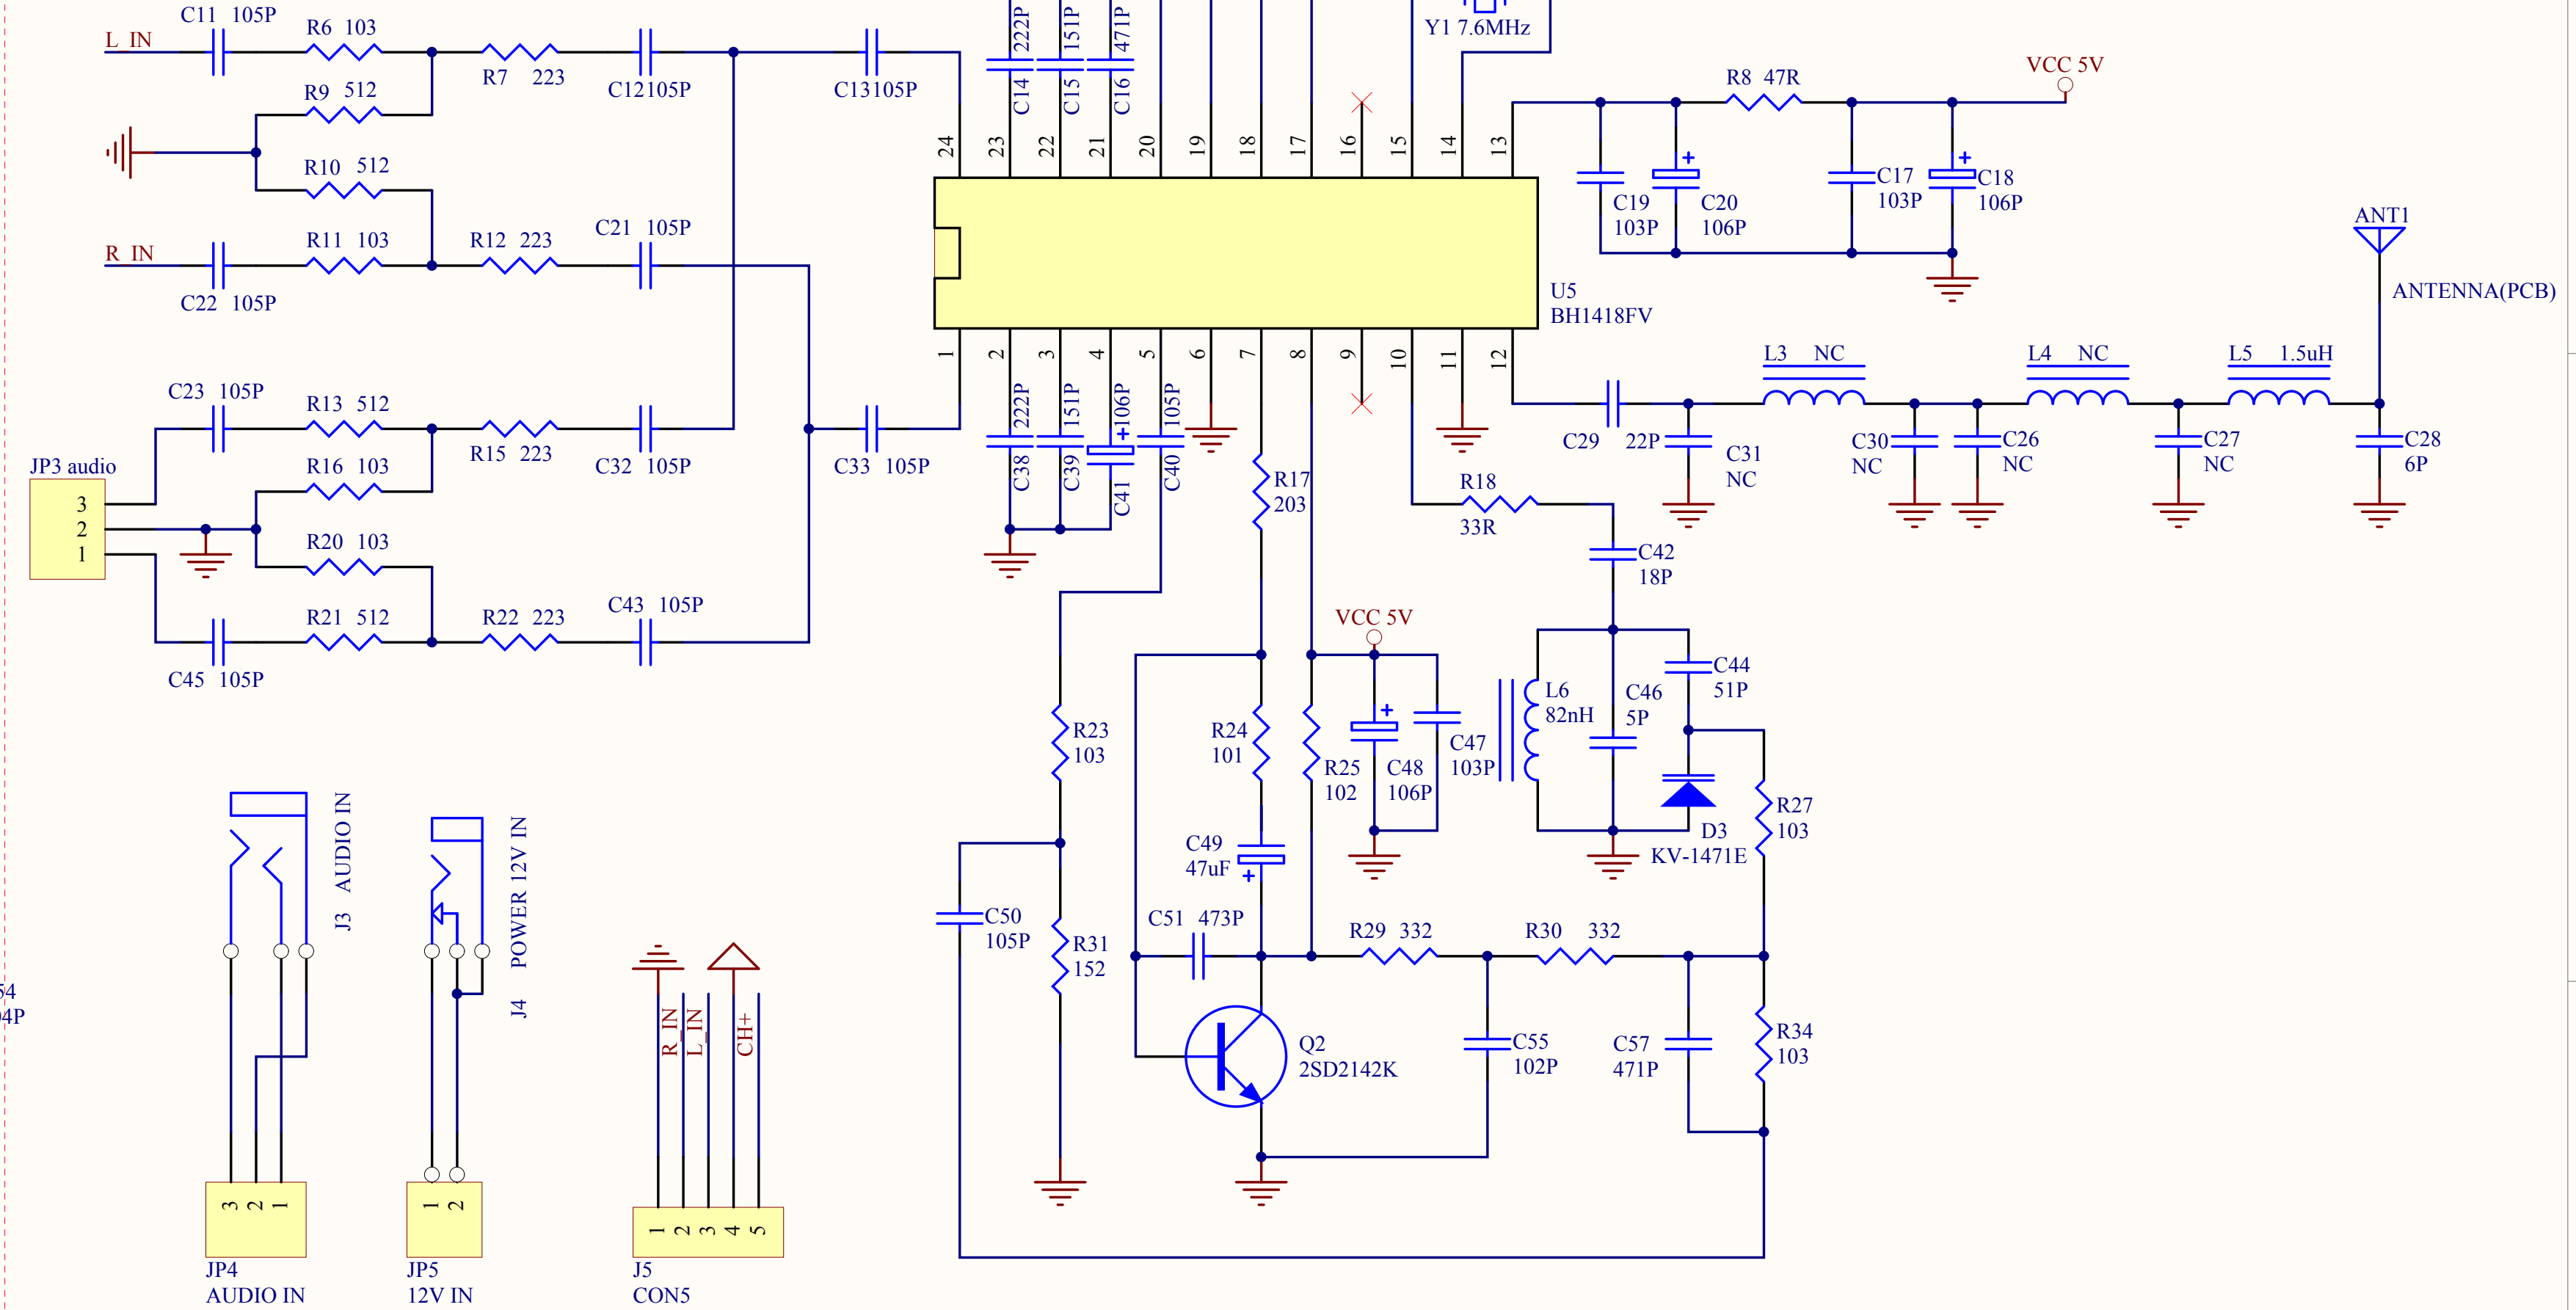 C11 105P
L_IN
R6 103
R7 223
C12105P
C13105P
R9 512
R10 512
R_IN
C22 105P
R11 103
R12 223
C21 105P
222P
151P
471P
C14
C15
C16
Y1 7.6MHz
24
23
22
21
20
19
18
17
16
15
14
13
R8 47R
VCC 5V
C19
103P
C20
106P
C17
103P
C18
106P
U5
BH1418FV
ANT1
ANTENNA(PCB)
1
2
3
4
5
6
7
8
9
10
11
12
C23 105P
R13 512
R15 223
C32 105P
C33 105P
JP3 audio
3
2
1
R16 103
R20 103
R21 512
R22 223
C43 105P
C45 105P
222P
151P
106P
105P
C38
C39
C41
C40
R17
203
C29 22P
C31
NC
L3 NC
C30
NC
C26
NC
L4 NC
C27
NC
L5 1.5uH
C28
6P
R18
33R
C42
18P
VCC 5V
R23
103
R24
101
R25
102
C48
106P
C47
103P
L6
82nH
C46
5P
C44
51P
D3
KV-1471E
R27
103
C49
47uF
C50
105P
R31
152
C51 473P
R29 332
R30 332
Q2
2SD2142K
C55
102P
C57
471P
R34
103
J3 AUDIO IN
J4 POWER 12V IN
54
04P
R_IN
L_IN
CH+
3
2
1
JP4
AUDIO IN
1
2
JP5
12V IN
1
2
3
4
5
J5
CON5